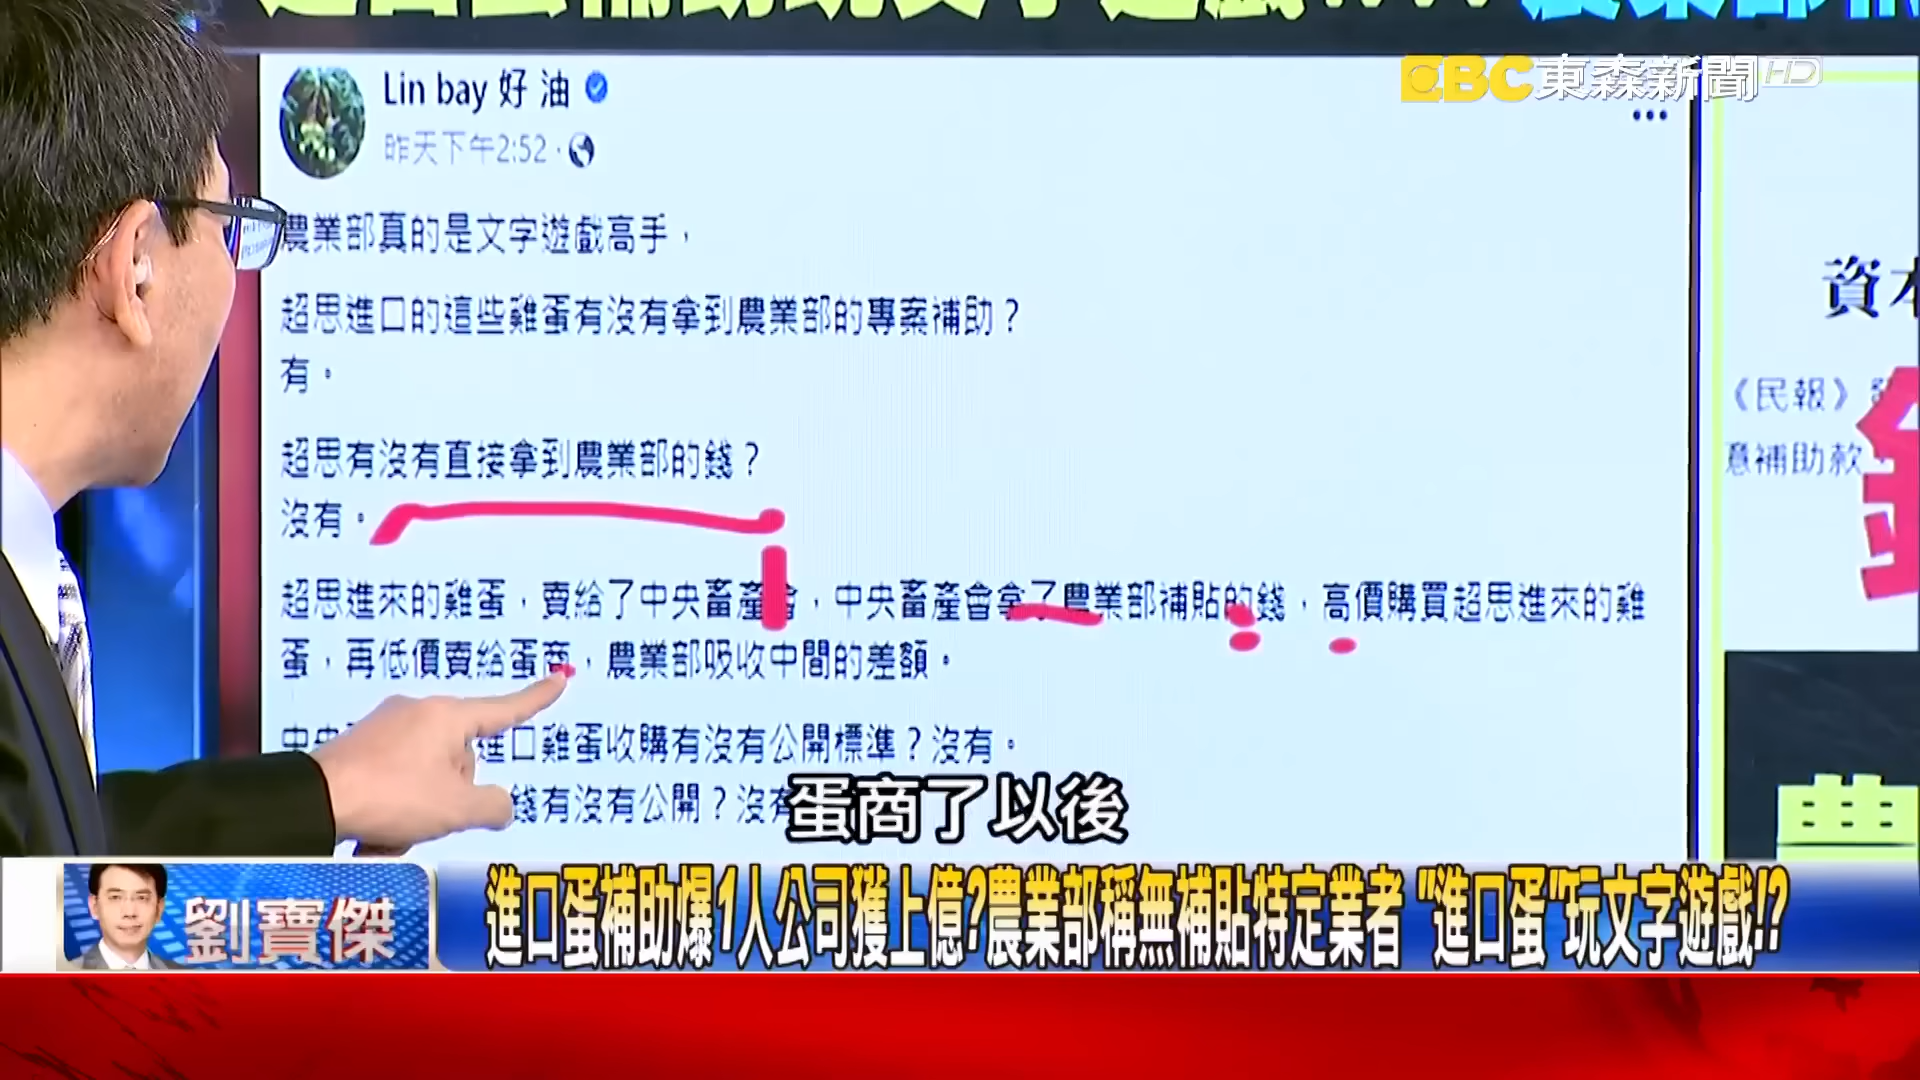 Lin bay 好油
昨天下午2:52
EBC 東森新聞 HD
農業部真的是文字遊戲高手，
超思進口的這些雞蛋有沒有拿到農業部的專案補助？
有。
超思有沒有直接拿到農業部的錢？
沒有。
超思進來的雞蛋，賣給了中央畜產會，中央畜產會拿了農業部補貼的錢，高價購買超思進來的雞
蛋，再低價賣給蛋商，農業部吸收中間的差額。
進口雞蛋收購有沒有公開標準？沒有。
錢有沒有公開？沒有
資本
《民報》
意補助款
蛋商了以後
劉寶傑
進口蛋補助爆1人公司獲上億?農業部稱無補貼特定業者 "進口蛋"玩文字遊戲!?